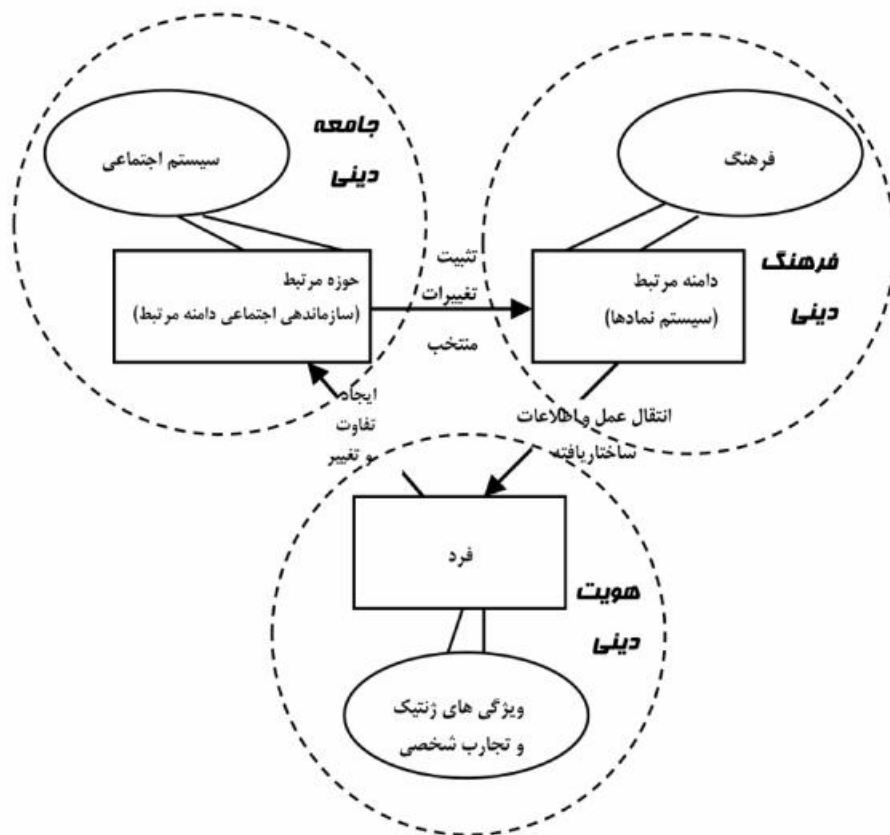 جامعه
دینی
سیستم اجتماعی
فرهنگ
فرهنگ
دینی
حوزه مرتبط
(سازماندهی اجتماعی دامنه مرتبط)
تثبیت
تغییرات
منتخب
دامنه مرتبط
(سیستم نمادها)
ایجاد
تفاوت
و تغییر
انتقال عمل و اطلاعات
ساختاریافته
فرد
هویت
دینی
ویژگی های ژنتیک
و تجارب شخصی